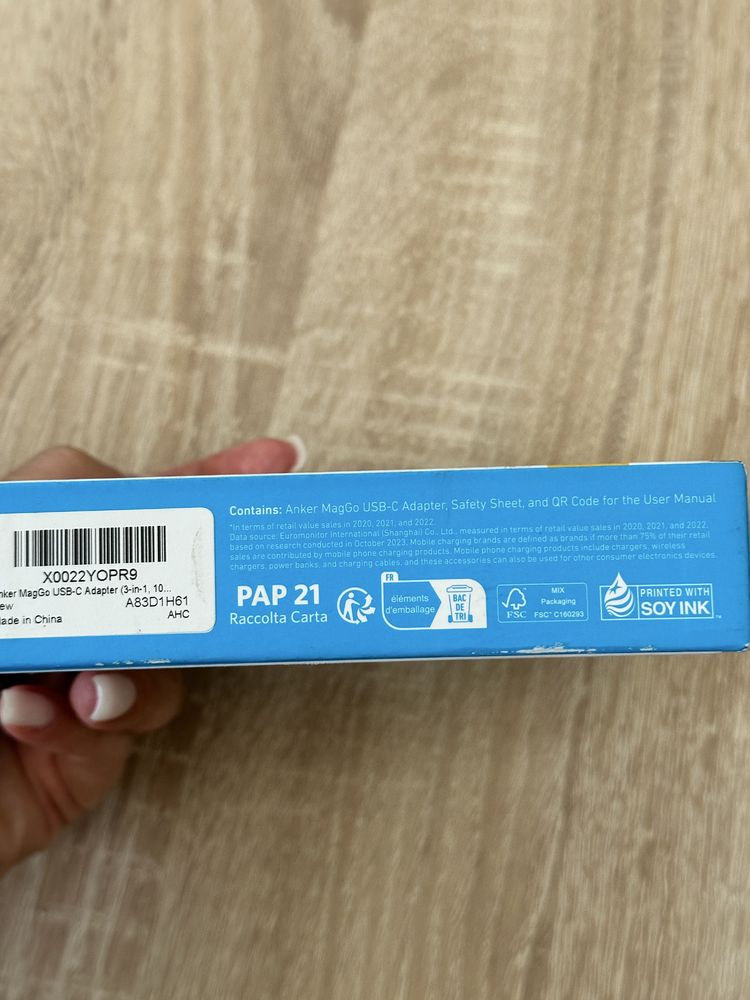 X0022YOPR9
nker MagGo USB-C Adapter (3-in-1, 10...
ew
A83D1H61
ade in China
AHC
Contains: Anker MagGo USB-C Adapter, Safety Sheet, and QR Code for the User Manual
*In terms of retail value sales in 2020, 2021, and 2022.
Data source: Euromonitor International (Shanghai) Co., Ltd., measured in terms of retail value sales in 2020, 2021, and 2022,
based on research conducted in October 2023. Mobile charging brands are defined as brands if more than 75% of their retail
sales are contributed by mobile phone charging products. Mobile phone charging products include chargers, wireless
chargers, power banks, and charging cables, and these accessories can also be used for other consumer electronics devices.
PAP 21
Raccolta Carta
FR
éléments
d'emballage
BAC
DE
TRI
FSC
MIX
Packaging
FSC™ C160293
PRINTED WITH
SOY INK™